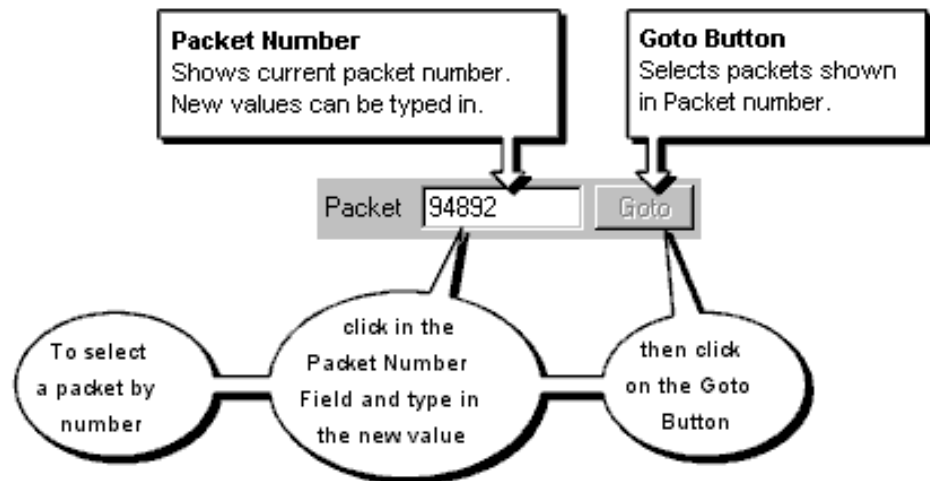 Packet Number
Shows current packet number.
New values can be typed in.
Goto Button
Selects packets shown
in Packet number.
Packet 94892 Goto
To select
a packet by
number
click in the
Packet Number
Field and type in
the new value
then click
on the Goto
Button